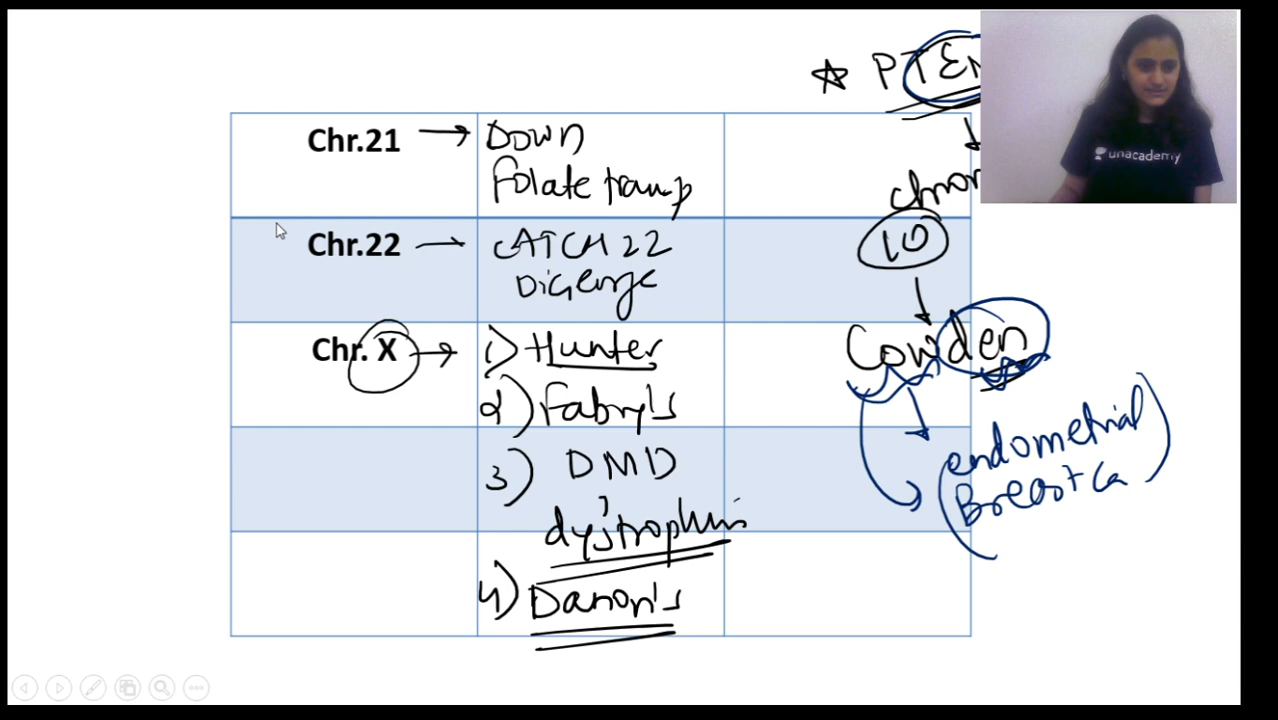 ★ PTEN
unacademy
Chr.21 → Down
Folate transp
chrom
10
Chr.22 — CATCH 22
DiGeorge
Chr. X → 1) Hunter
2) Fabry's
3) DMD
dystrophin
4) Danon's
Cowden
(endometrial
Breast Ca)